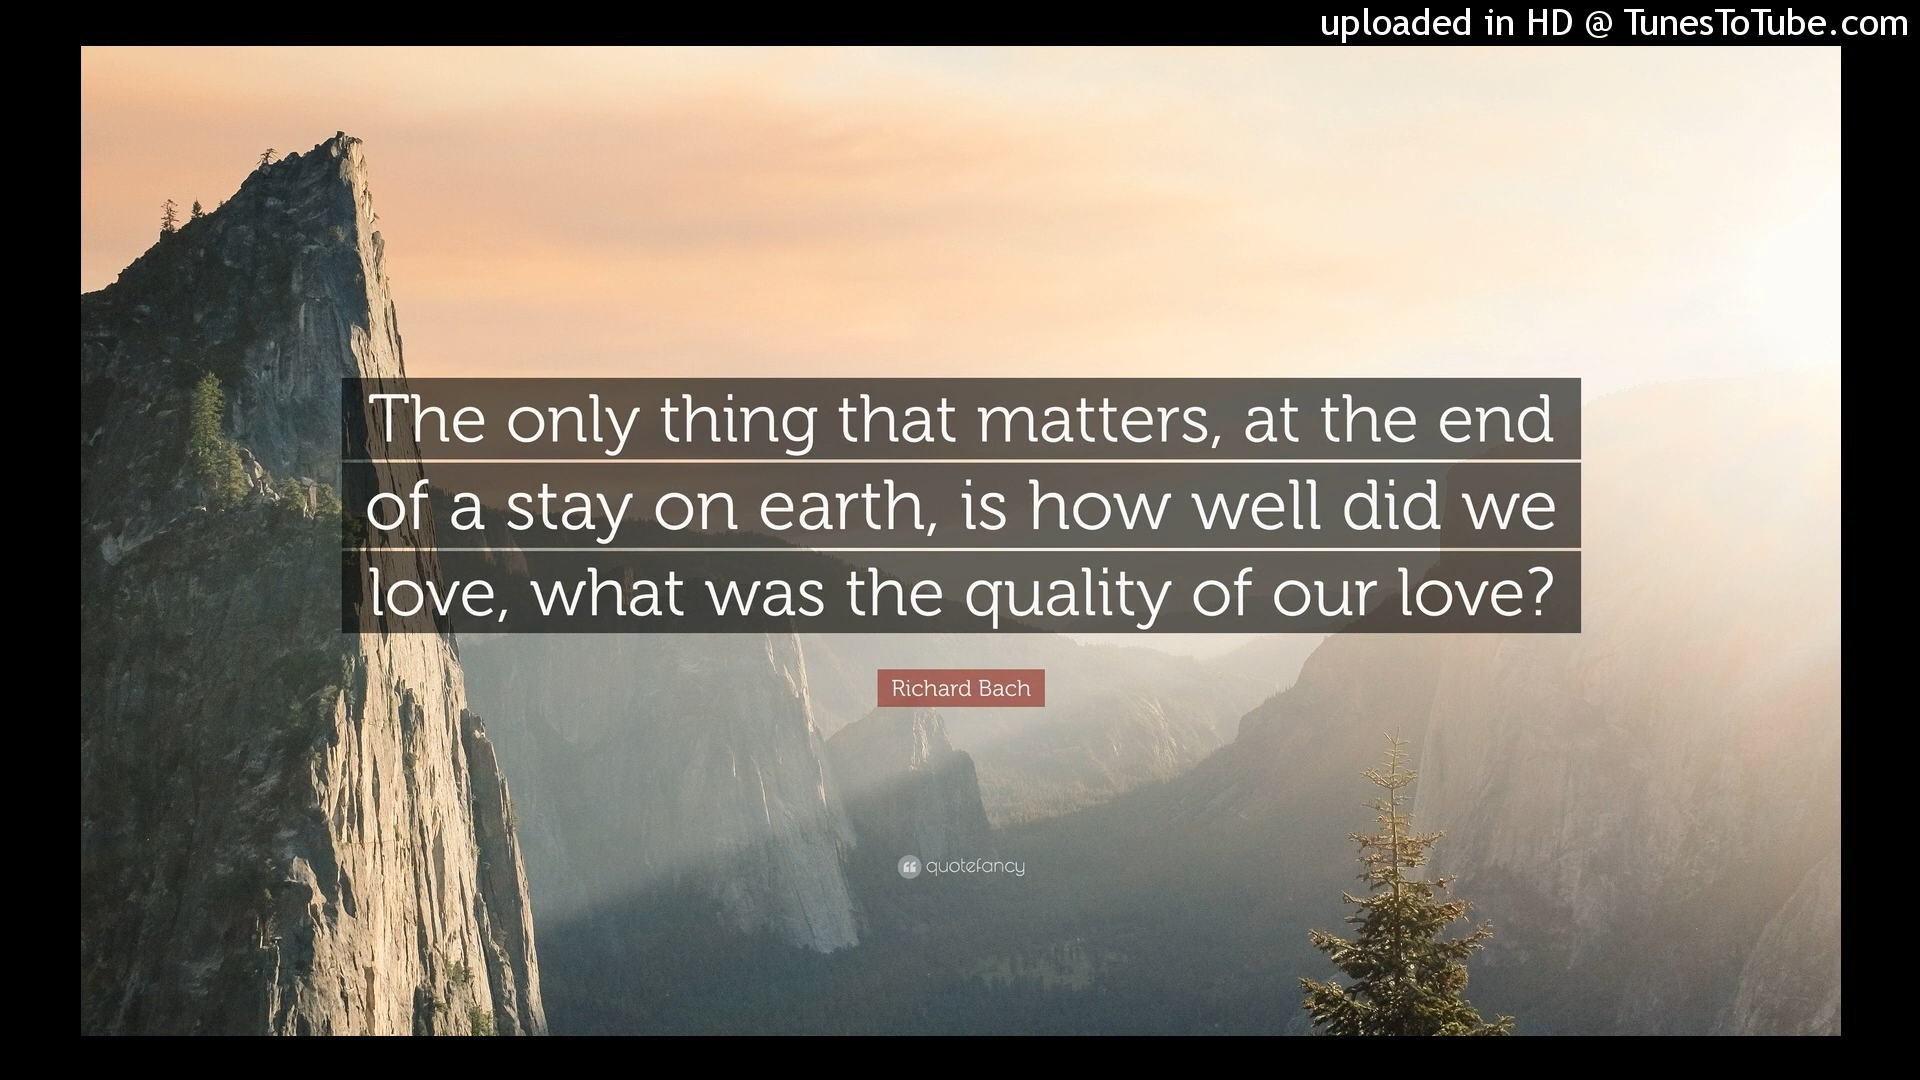 uploaded in HD @ TunesToTube.com
The only thing that matters, at the end
of a stay on earth, is how well did we
love, what was the quality of our love?
Richard Bach
quotefancy